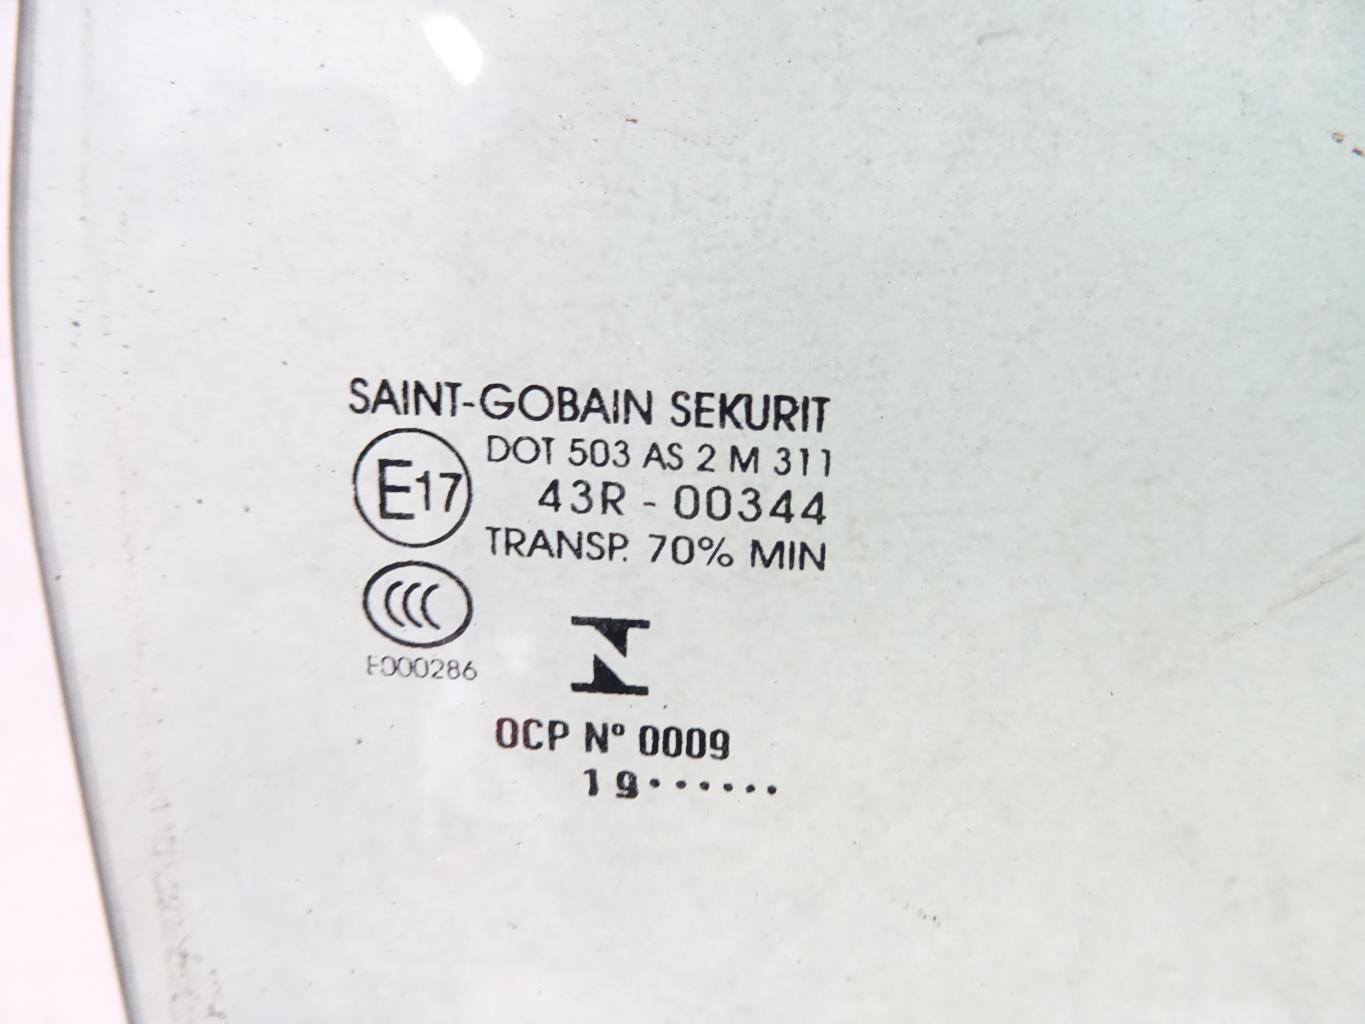 SAINT-GOBAIN SEKURIT
DOT 503 AS 2 M 311
E17
43R - 00344
TRANSP. 70% MIN
CCC
E000286
OCP Nº 0009
19······